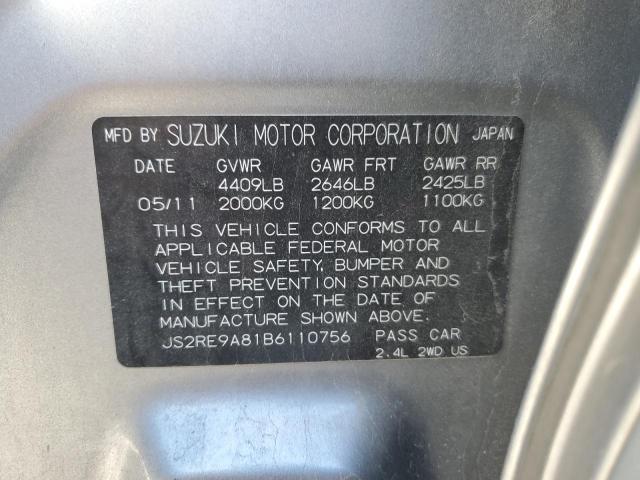 MFD BY SUZUKI MOTOR CORPORATION JAPAN
DATE GVWR GAWR FRT GAWR RR
4409LB 2646LB 2425LB
05/11 2000KG 1200KG 1100KG
THIS VEHICLE CONFORMS TO ALL
APPLICABLE FEDERAL MOTOR
VEHICLE SAFETY, BUMPER AND
THEFT PREVENTION STANDARDS
IN EFFECT ON THE DATE OF
MANUFACTURE SHOWN ABOVE.
JS2RE9A81B6110756 PASS CAR
2.4L 2WD US